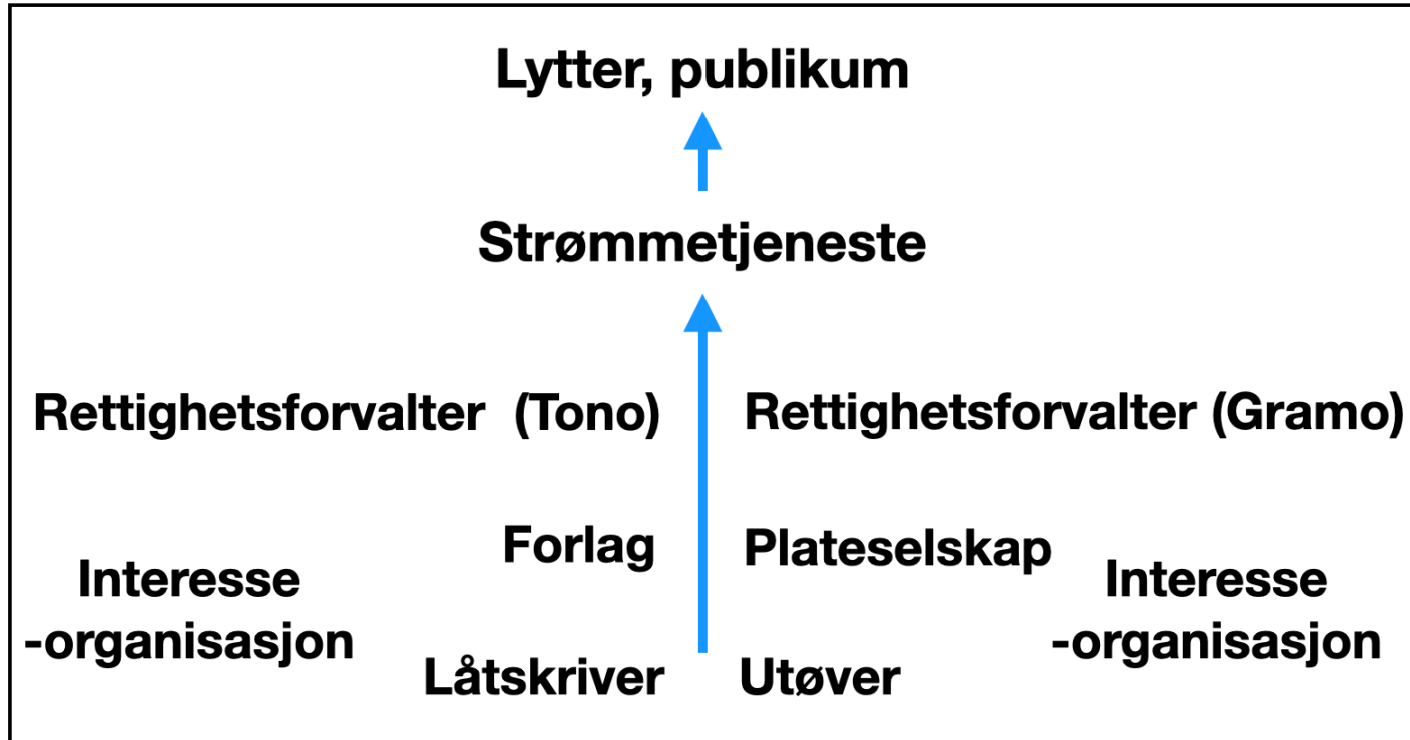 Lytter, publikum
Strømmetjeneste
Rettighetsforvalter (Tono)
Rettighetsforvalter (Gramo)
Forlag
Plateselskap
Interesse
-organisasjon
Interesse
-organisasjon
Låtskriver
Utøver